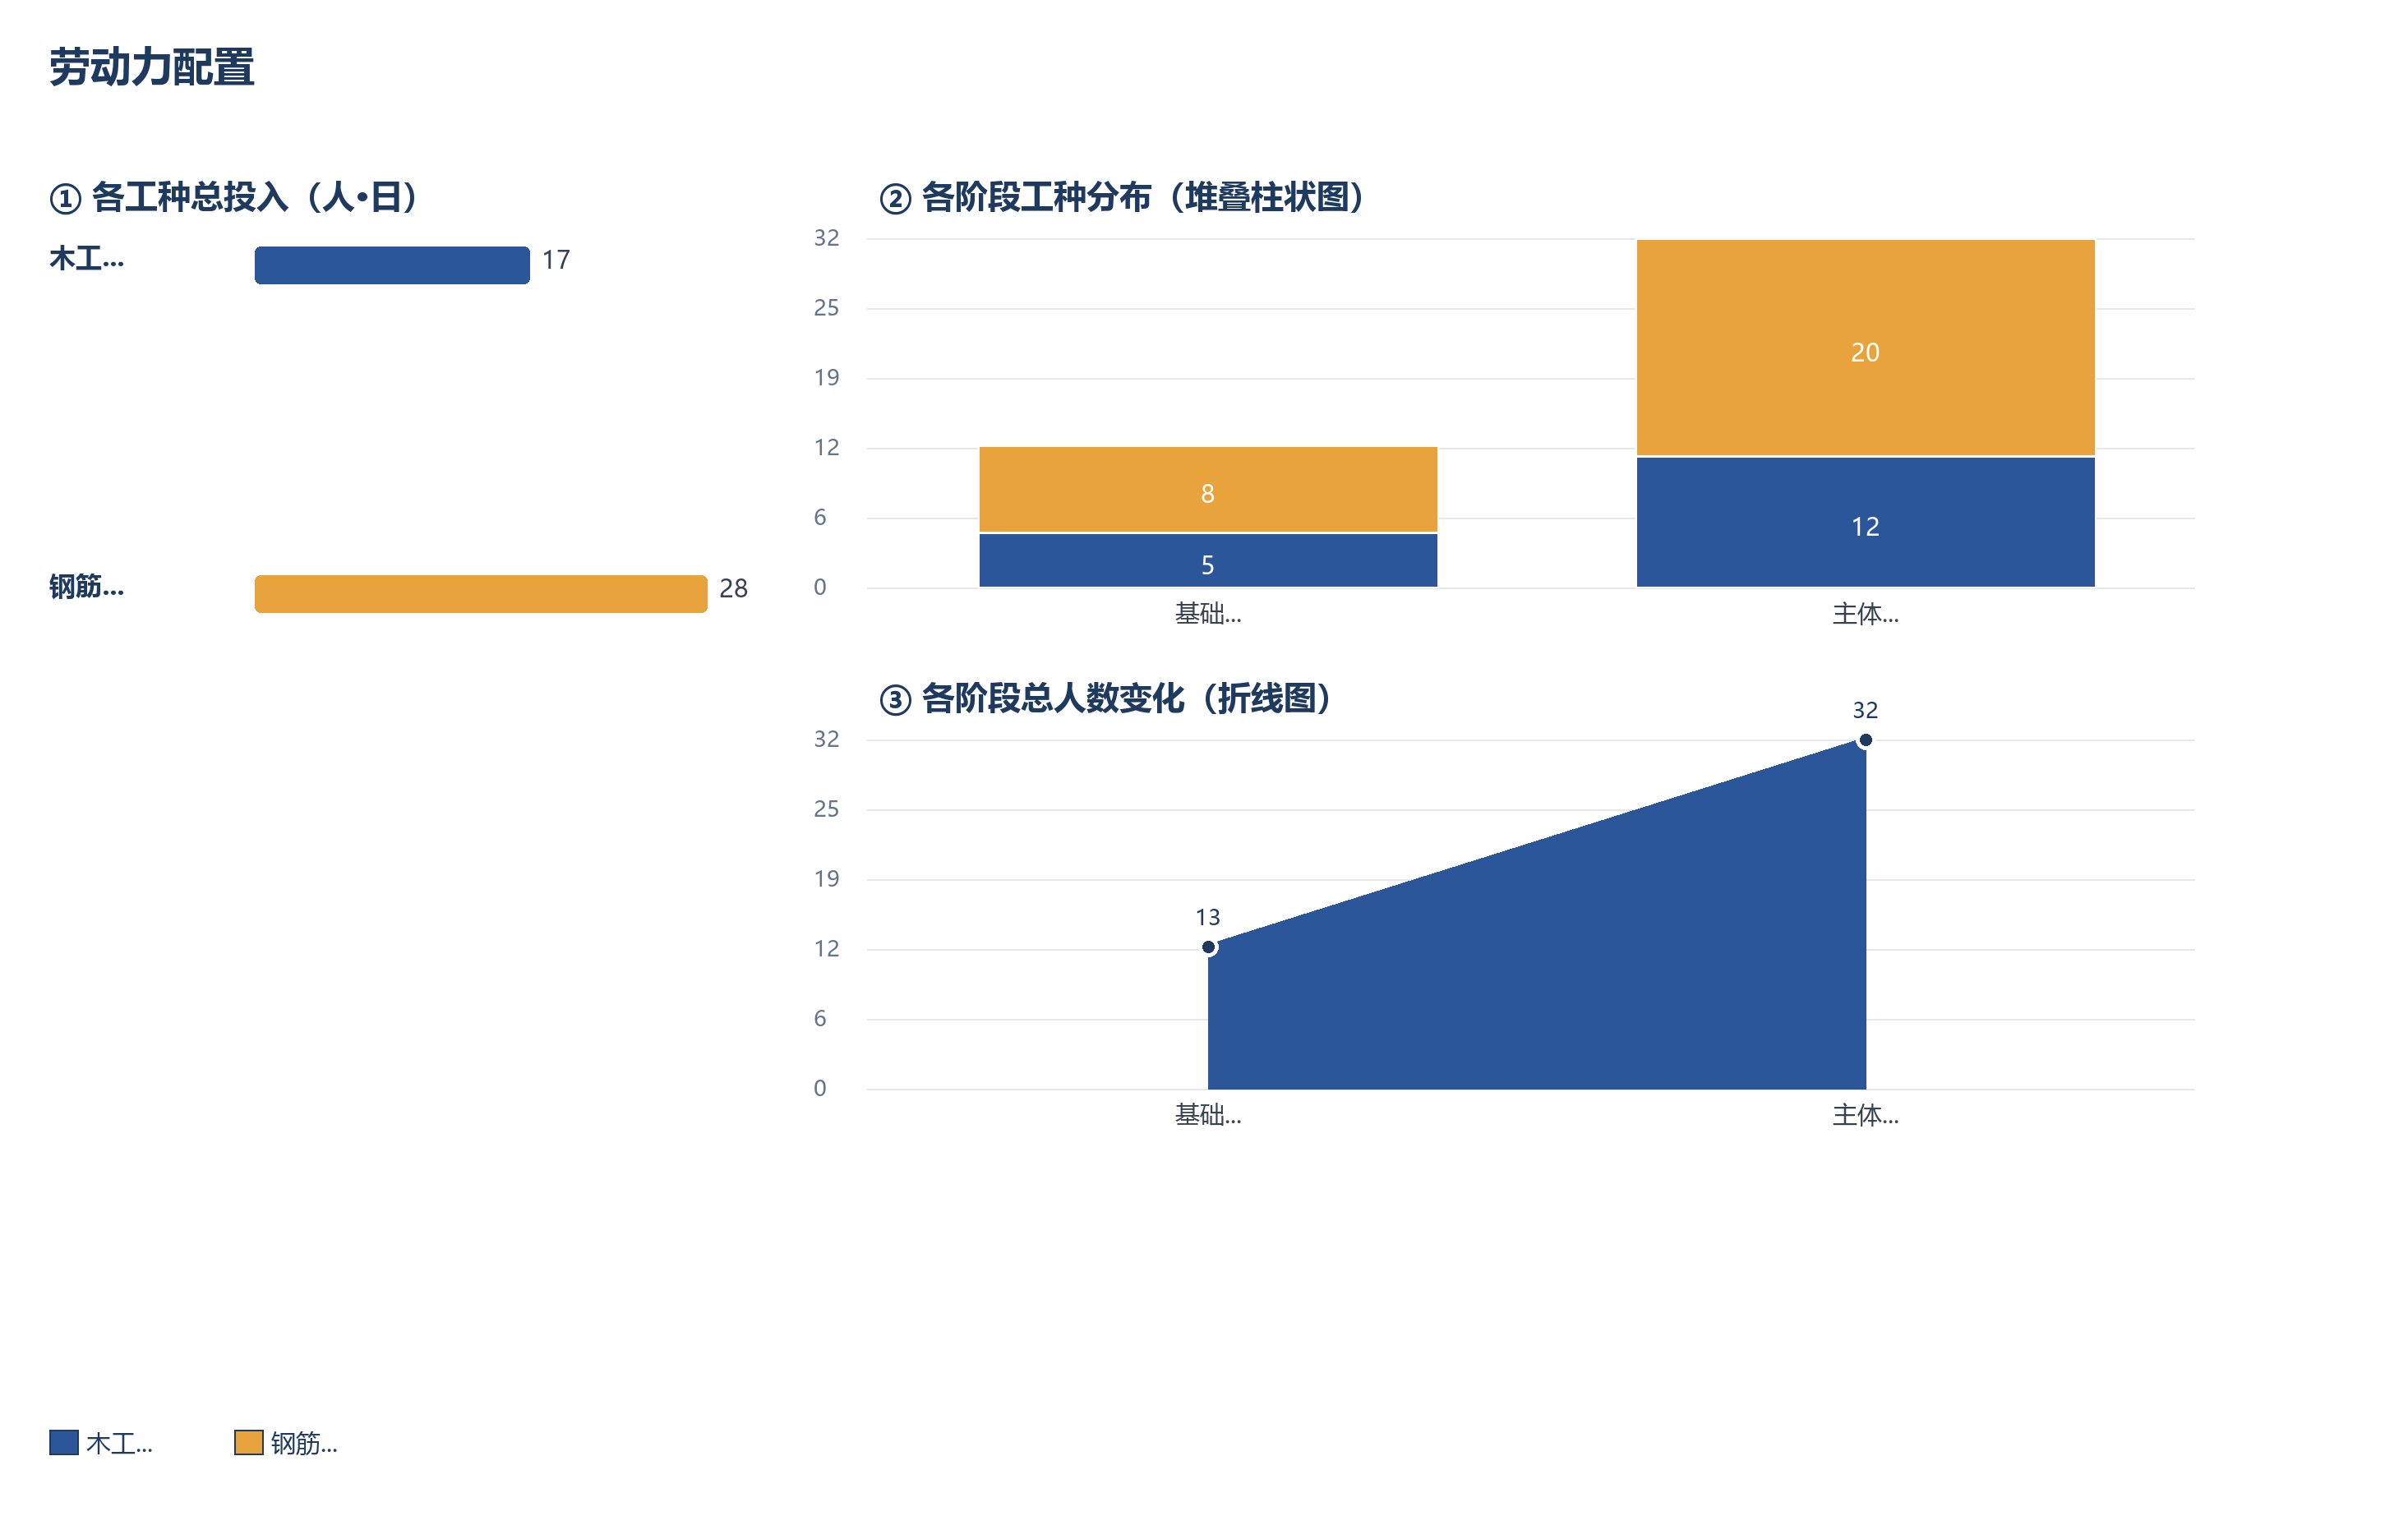 劳动力配置
① 各工种总投入（人•日）
木工... 17
钢筋... 28
② 各阶段工种分布（堆叠柱状图）
32
25
19
12
6
0
20
8
12
5
基础... 主体...
③ 各阶段总人数变化（折线图）
32
32
25
19
13
12
6
0
基础... 主体...
木工... 钢筋...